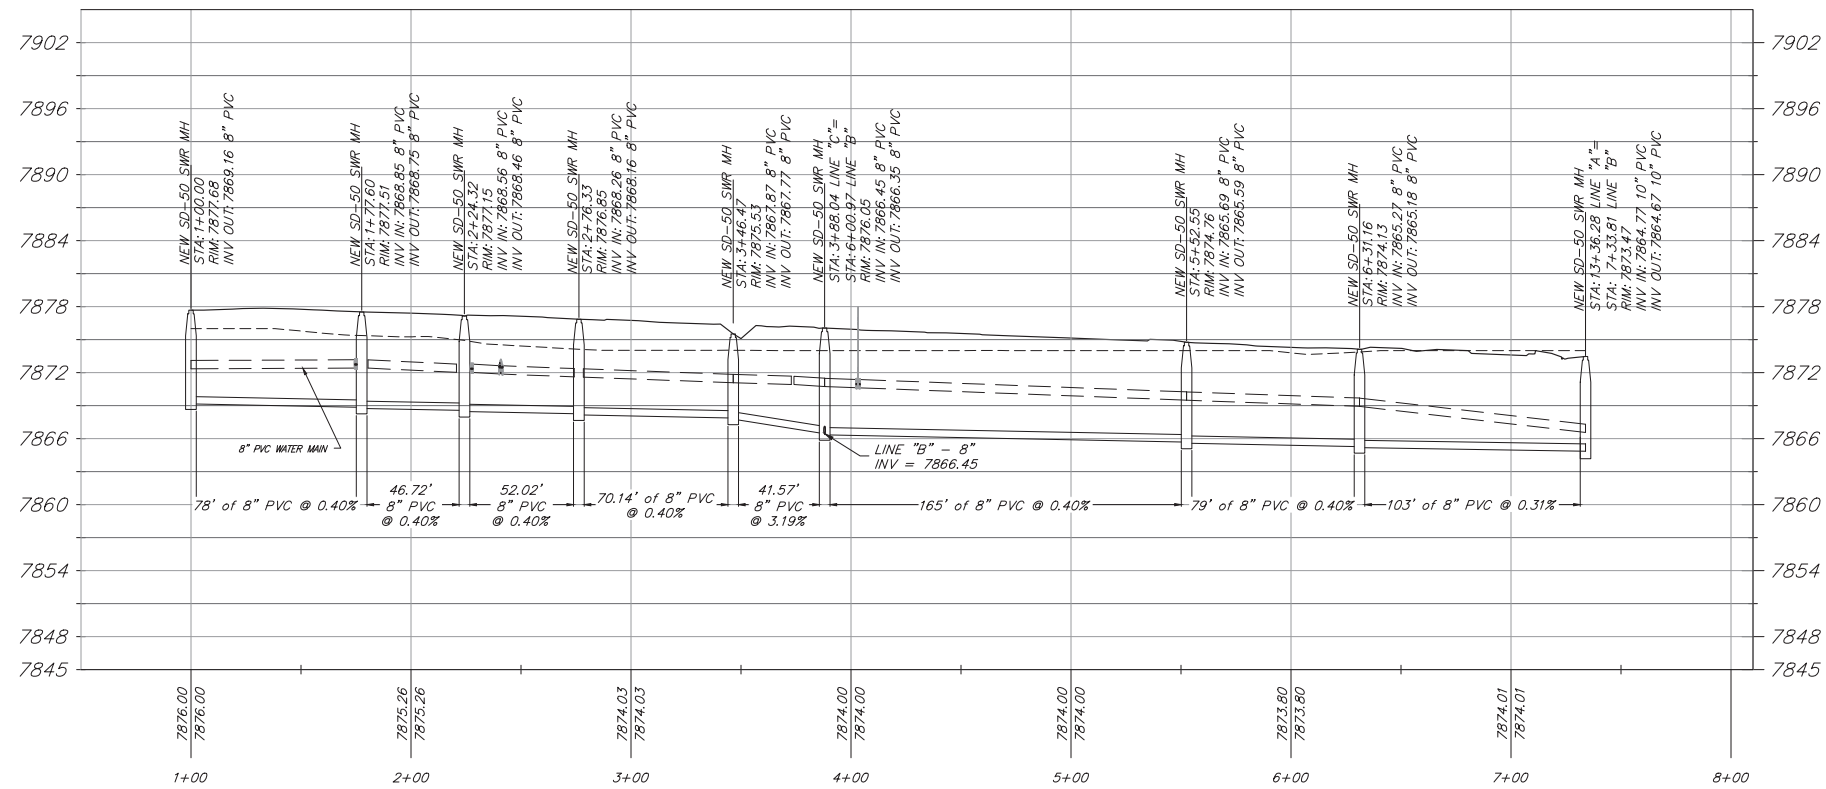 7902
7896
7890
7884
7878
7872
7866
7860
7854
7848
7845
7902
7896
7890
7884
7878
7872
7866
7860
7854
7848
7845
NEW SD-50 SWR MH
STA:1+00.00
RIM:7877.68
INV OUT:7869.16 8" PVC
NEW SD-50 SWR MH
STA:1+77.60
RIM:7877.51
INV IN:7868.85 8" PVC
INV OUT:7868.75 8" PVC
NEW SD-50 SWR MH
STA:2+24.32
RIM:7877.15
INV IN:7868.56 8" PVC
INV OUT:7868.46 8" PVC
NEW SD-50 SWR MH
STA:2+76.33
RIM:7876.85
INV IN:7868.26 8" PVC
INV OUT:7868.16 8" PVC
NEW SD-50 SWR MH
STA:3+46.47
RIM:7875.53
INV IN:7867.87 8" PVC
INV OUT:7867.77 8" PVC
NEW SD-50 SWR MH
STA:3+88.04 LINE "C"=
STA:6+00.97 LINE "B"
RIM:7876.05
INV IN:7866.45 8" PVC
INV OUT:7866.35 8" PVC
NEW SD-50 SWR MH
STA:5+52.55
RIM:7874.76
INV IN:7865.69 8" PVC
INV OUT:7865.59 8" PVC
NEW SD-50 SWR MH
STA:6+31.16
RIM:7874.13
INV IN:7865.27 8" PVC
INV OUT:7865.18 8" PVC
NEW SD-50 SWR MH
STA:13+36.28 LINE "A"=
STA: 7+33.81 LINE "B"
RIM:7873.47
INV IN:7864.77 10" PVC
INV OUT:7864.67 10" PVC
8" PVC WATER MAIN
LINE "B" - 8"
INV = 7866.45
78' of 8" PVC @ 0.40%
46.72'
8" PVC
@ 0.40%
52.02'
8" PVC
@ 0.40%
70.14' of 8" PVC
@ 0.40%
41.57'
8" PVC
@ 3.19%
165' of 8" PVC @ 0.40%
79' of 8" PVC @ 0.40%
103' of 8" PVC @ 0.31%
7876.00
7876.00
7875.26
7875.26
7874.03
7874.03
7874.00
7874.00
7874.00
7874.00
7873.80
7873.80
7874.01
7874.01
1+00
2+00
3+00
4+00
5+00
6+00
7+00
8+00